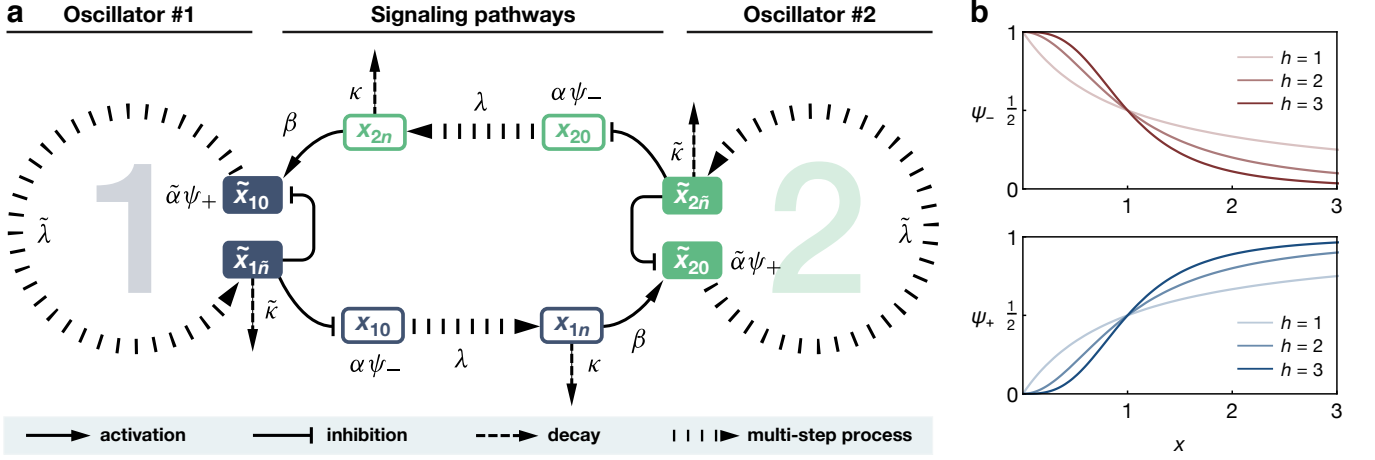 a
Oscillator #1
Signaling pathways
Oscillator #2
κ
β
x2n
λ
αψ−
x20
κ̃
x̃2ñ
1
α̃ψ+
x̃10
λ̃
x̃1ñ
κ̃
2
x̃20
α̃ψ+
λ̃
x10
αψ−
λ
x1n
β
κ
activation
inhibition
decay
multi-step process
b
1
ψ− 1/2
0
h = 1
h = 2
h = 3
1 2 3
1
ψ+ 1/2
0
h = 1
h = 2
h = 3
1 2 3
x